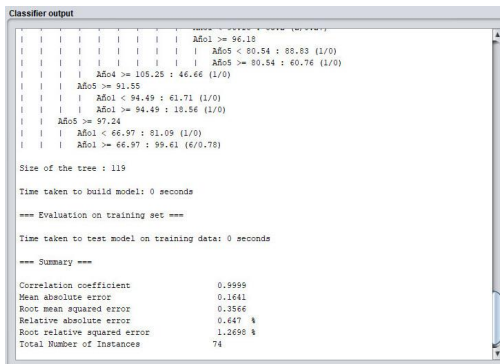 Classifier output
| | | | | | | | | Año1 >= 96.18
| | | | | | | | | | Año5 < 80.54 : 88.83 (1/0)
| | | | | | | | | | Año5 >= 80.54 : 60.76 (1/0)
| | | | Año4 >= 105.25 : 46.66 (1/0)
| | | Año5 >= 91.55
| | | | Año1 < 94.49 : 61.71 (1/0)
| | | | Año1 >= 94.49 : 18.56 (1/0)
| | Año5 >= 97.24
| | | Año1 < 66.97 : 81.09 (1/0)
| | | Año1 >= 66.97 : 99.61 (6/0.78)
Size of the tree : 119
Time taken to build model: 0 seconds
=== Evaluation on training set ===
Time taken to test model on training data: 0 seconds
=== Summary ===
Correlation coefficient 0.9999
Mean absolute error 0.1641
Root mean squared error 0.3566
Relative absolute error 0.647 %
Root relative squared error 1.2698 %
Total Number of Instances 74